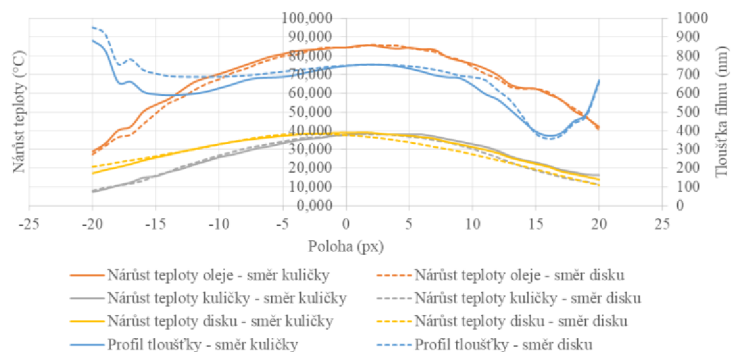 100,000
90,000
80,000
70,000
60,000
50,000
40,000
30,000
20,000
10,000
0,000
1000
900
800
700
600
500
400
300
200
100
0
Nárůst teploty (°C)
Tloušťka filmu (nm)
-25 -20 -15 -10 -5 0 5 10 15 20 25
Poloha (px)
Nárůst teploty oleje - směr kuličky
Nárůst teploty oleje - směr disku
Nárůst teploty kuličky - směr kuličky
Nárůst teploty kuličky - směr disku
Nárůst teploty disku - směr kuličky
Nárůst teploty disku - směr disku
Profil tloušťky - směr kuličky
Profil tloušťky - směr disku